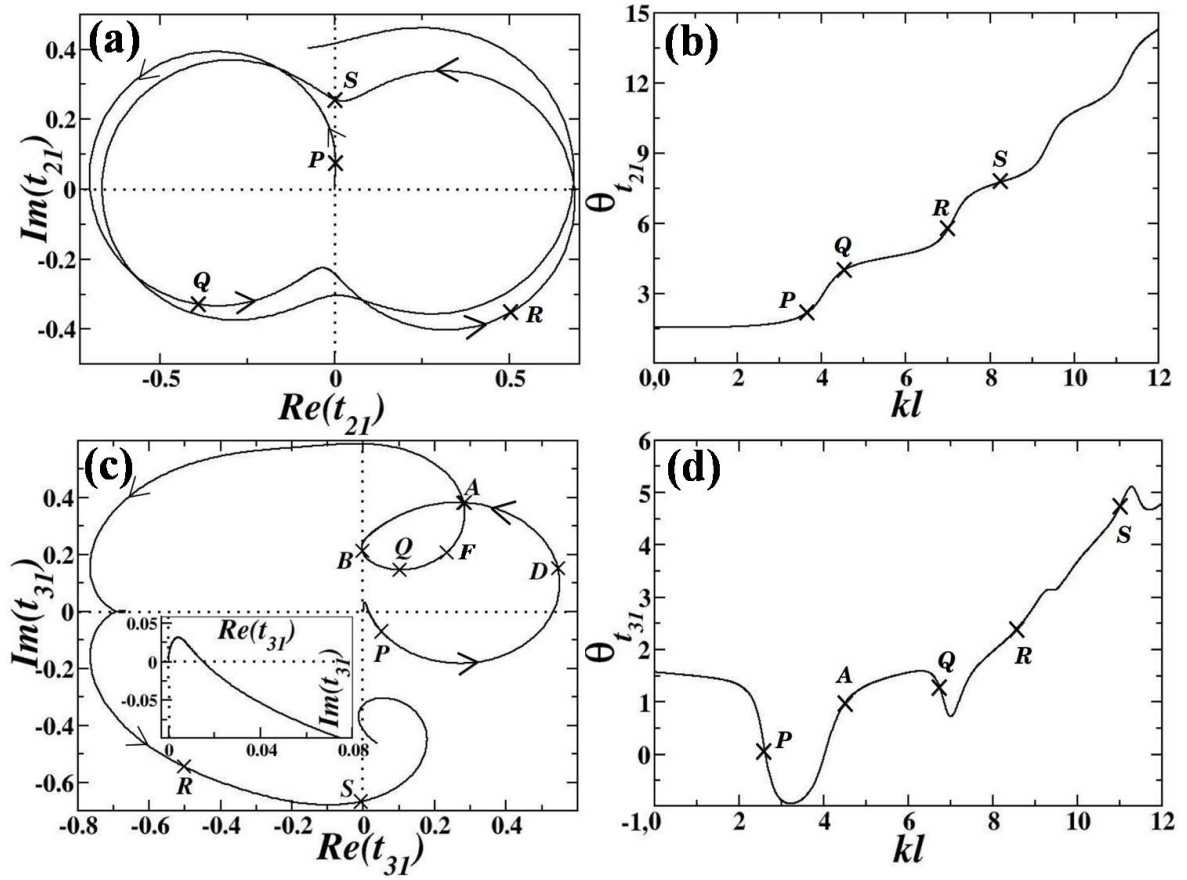 (a)
0.4
0.2
0
-0.2
-0.4
Im(t21)
S
P
Q
R
-0.5 0 0.5
Re(t21)
(b)
15
12
9
6
3
θt21
P
Q
R
S
0,0 2 4 6 8 10 12
kl
(c)
0.4
0.2
0
-0.2
-0.4
-0.6
Im(t31)
A
B
Q
F
D
P
R
S
0.05
0
-0.05
Re(t31)
Im(t31)
0 0.04 0.08
-0.8 -0.6 -0.4 -0.2 0 0.2 0.4
Re(t31)
(d)
6
5
4
3
2
1
0
θt31
P
A
Q
R
S
-1,0 2 4 6 8 10 12
kl